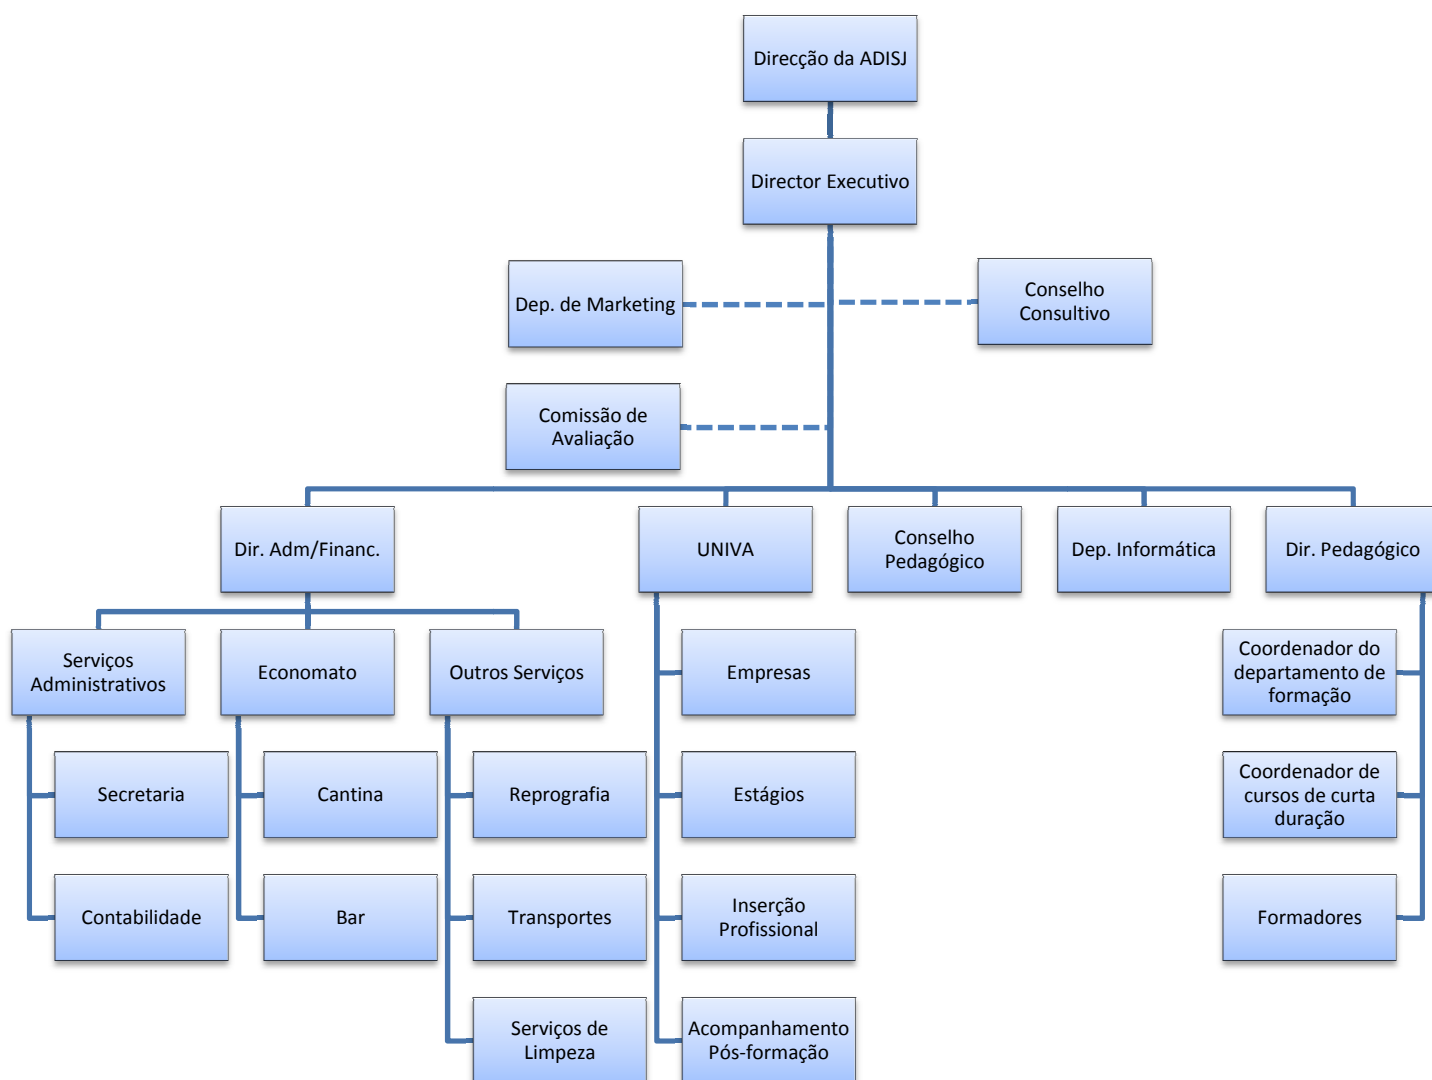 Direcção da ADISJ
Director Executivo
Dep. de Marketing
Conselho
Consultivo
Comissão de
Avaliação
Dir. Adm/Financ.
UNIVA
Conselho
Pedagógico
Dep. Informática
Dir. Pedagógico
Serviços
Administrativos
Economato
Outros Serviços
Empresas
Coordenador do
departamento de
formação
Secretaria
Cantina
Reprografia
Estágios
Coordenador de
cursos de curta
duração
Contabilidade
Bar
Transportes
Inserção
Profissional
Formadores
Serviços de
Limpeza
Acompanhamento
Pós-formação